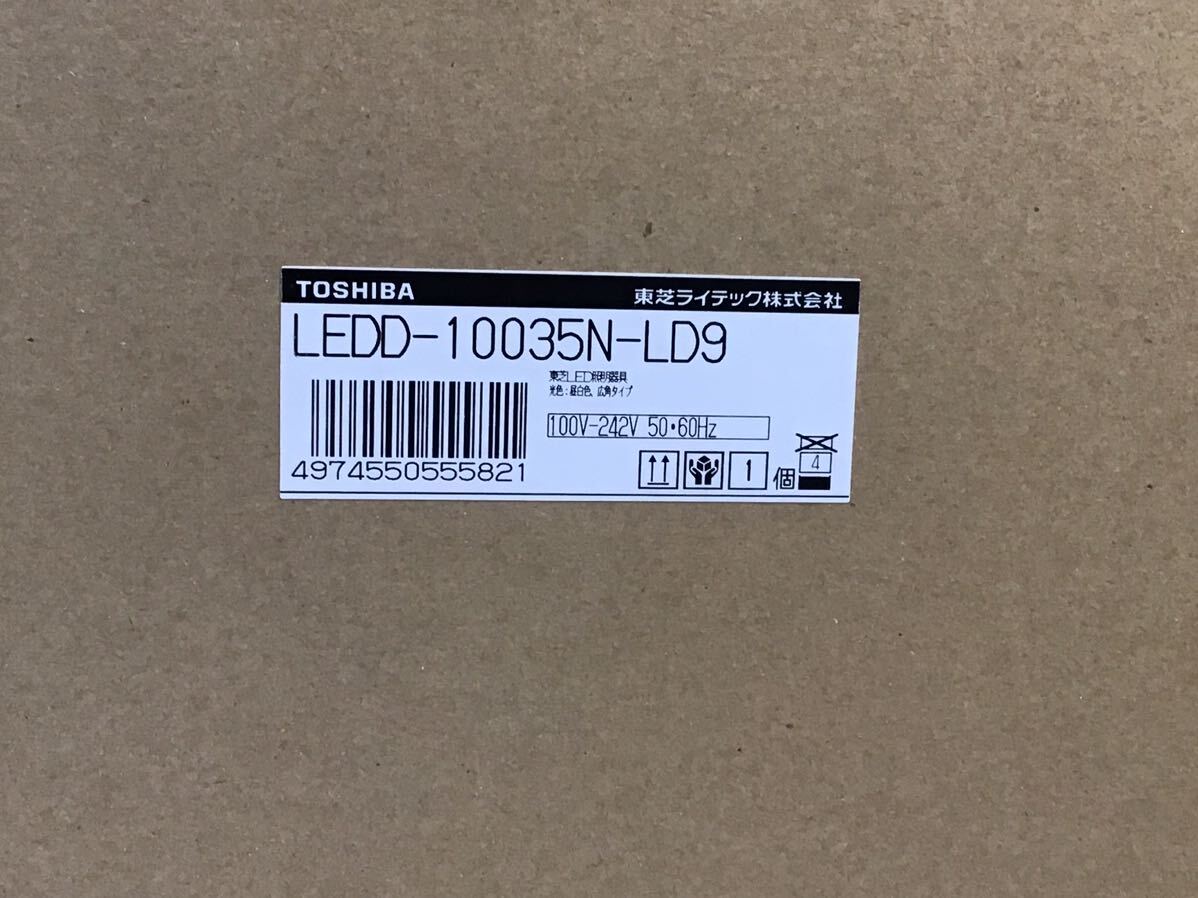 TOSHIBA 東芝ライテック株式会社
LEDD-10035N-LD9
東芝LED照明器具
光色：昼白色、広角タイプ
100V-242V 50・60Hz
4974550555821
1 個 4